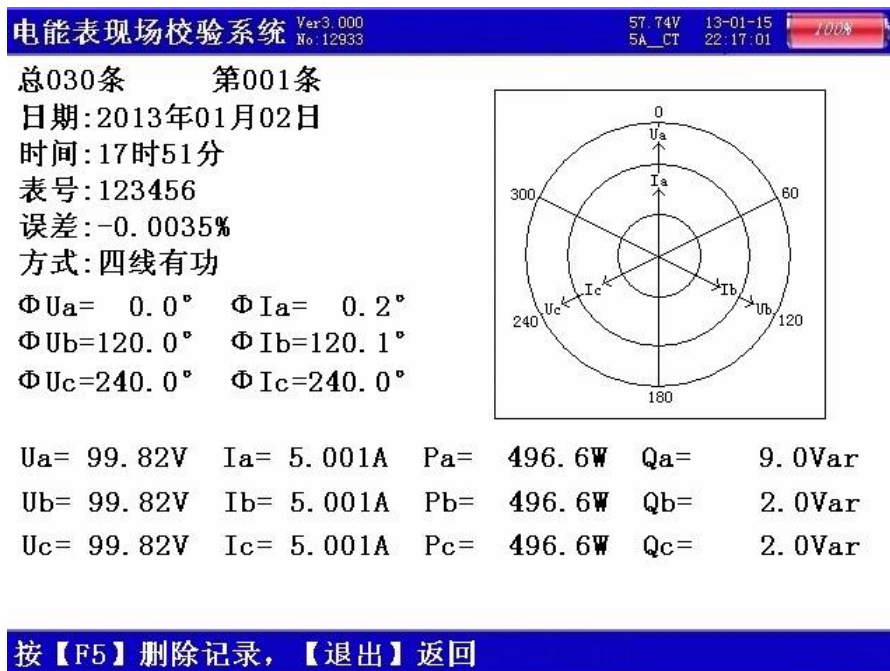 电能表现场校验系统 Ver3.000 No:12933 57.74V 5A__CT 13-01-15 22:17:01 100%
总030条 第001条
日期:2013年01月02日
时间:17时51分
表号:123456
误差:-0.0035%
方式:四线有功
ΦUa= 0.0° ΦIa= 0.2°
ΦUb=120.0° ΦIb=120.1°
ΦUc=240.0° ΦIc=240.0°
0
Ua
Ia
300 60
Ic Ib
Uc Ub
240 120
180
Ua= 99.82V Ia= 5.001A Pa= 496.6W Qa= 9.0Var
Ub= 99.82V Ib= 5.001A Pb= 496.6W Qb= 2.0Var
Uc= 99.82V Ic= 5.001A Pc= 496.6W Qc= 2.0Var
按【F5】删除记录，【退出】返回